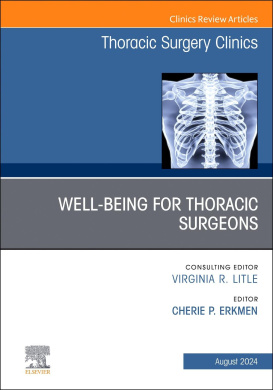 Clinics Review Articles
Thoracic Surgery Clinics
WELL-BEING FOR THORACIC
SURGEONS
CONSULTING EDITOR
VIRGINIA R. LITLE
EDITOR
CHERIE P. ERKMEN
ELSEVIER
August 2024